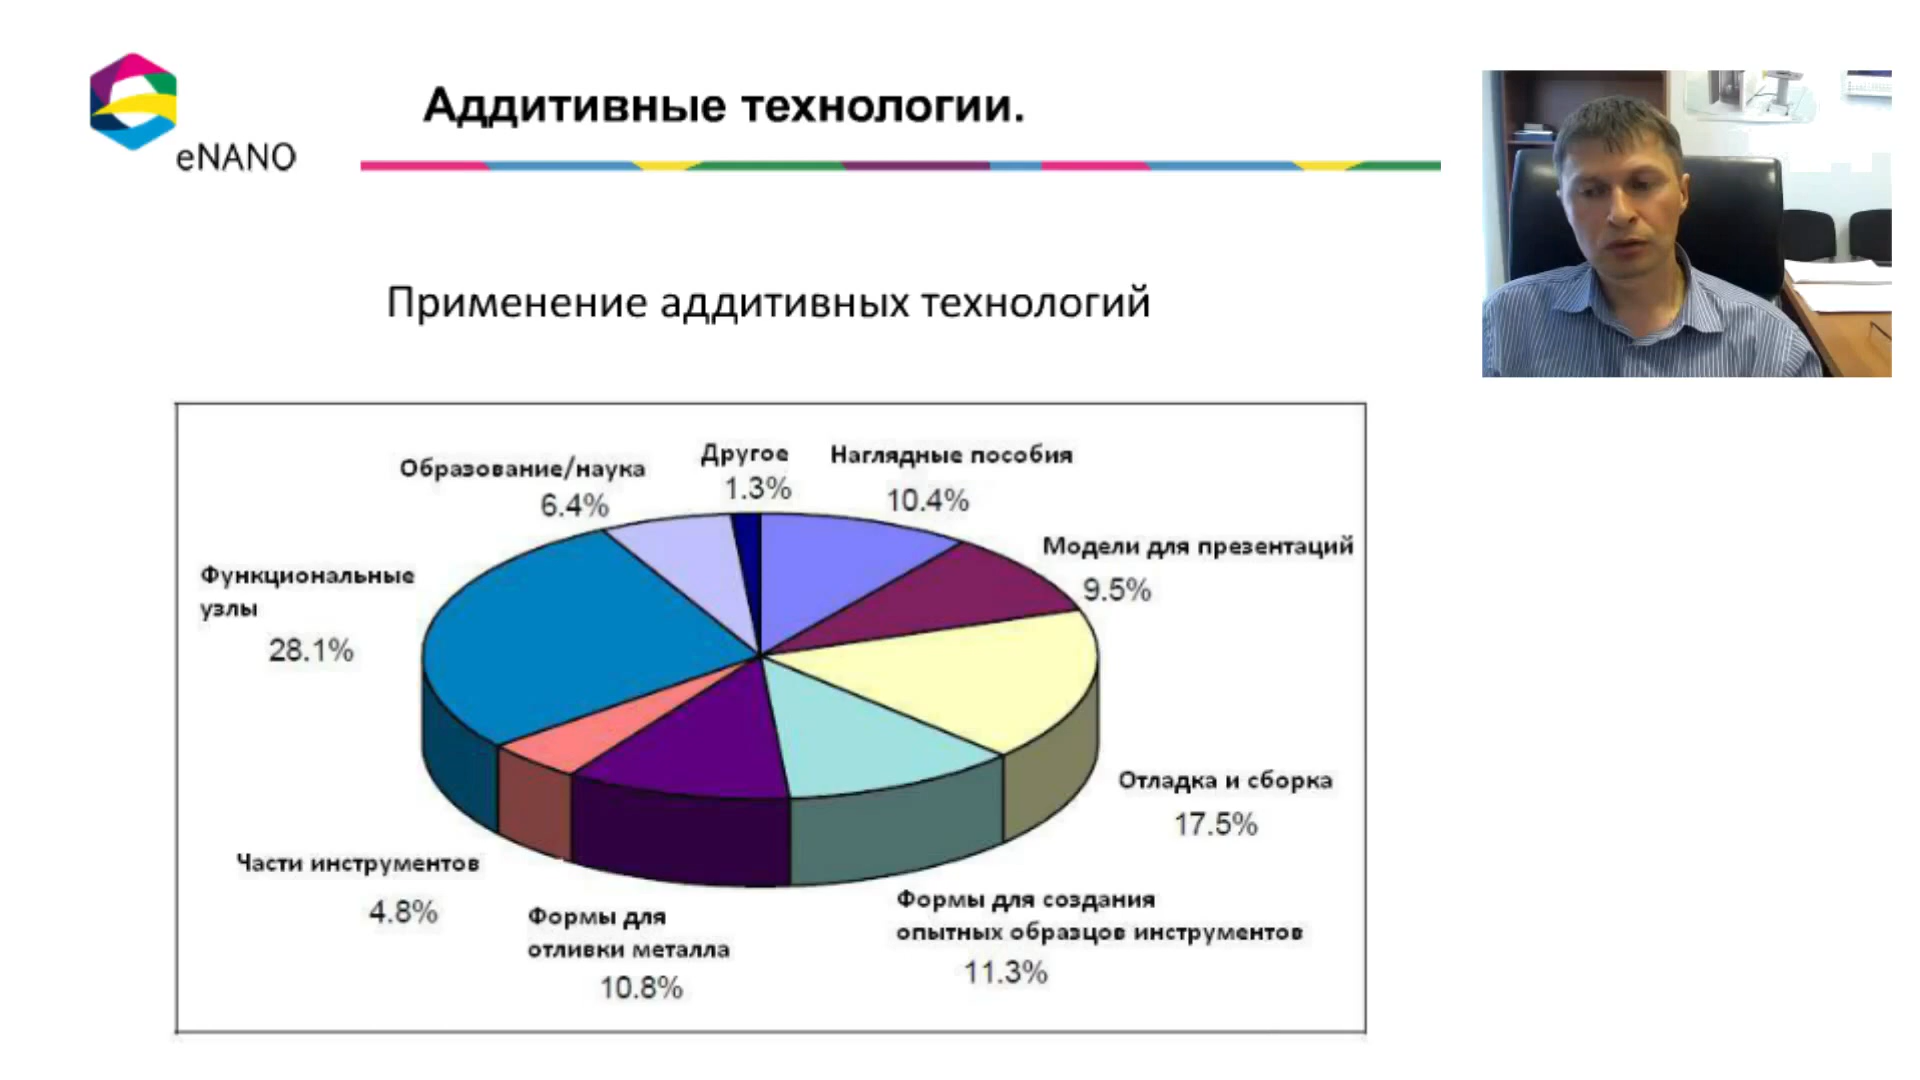 eNANO
Аддитивные технологии.
Применение аддитивных технологий
Другое
1.3%
Наглядные пособия
10.4%
Образование/наука
6.4%
Модели для презентаций
9.5%
Функциональные
узлы
28.1%
Отладка и сборка
17.5%
Части инструментов
4.8%
Формы для
отливки металла
10.8%
Формы для создания
опытных образцов инструментов
11.3%